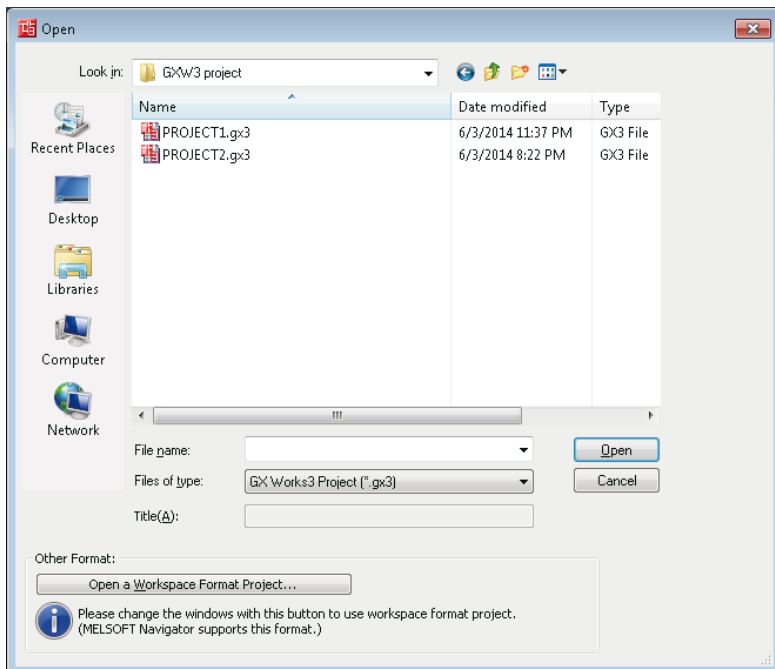 Open
Look in: GXW3 project
Name Date modified Type
PROJECT1.gx3 6/3/2014 11:37 PM GX3 File
PROJECT2.gx3 6/3/2014 8:22 PM GX3 File
Recent Places
Desktop
Libraries
Computer
Network
File name: Open
Files of type: GX Works3 Project (*.gx3) Cancel
Title(A):
Other Format:
Open a Workspace Format Project...
Please change the windows with this button to use workspace format project.
(MELSOFT Navigator supports this format.)